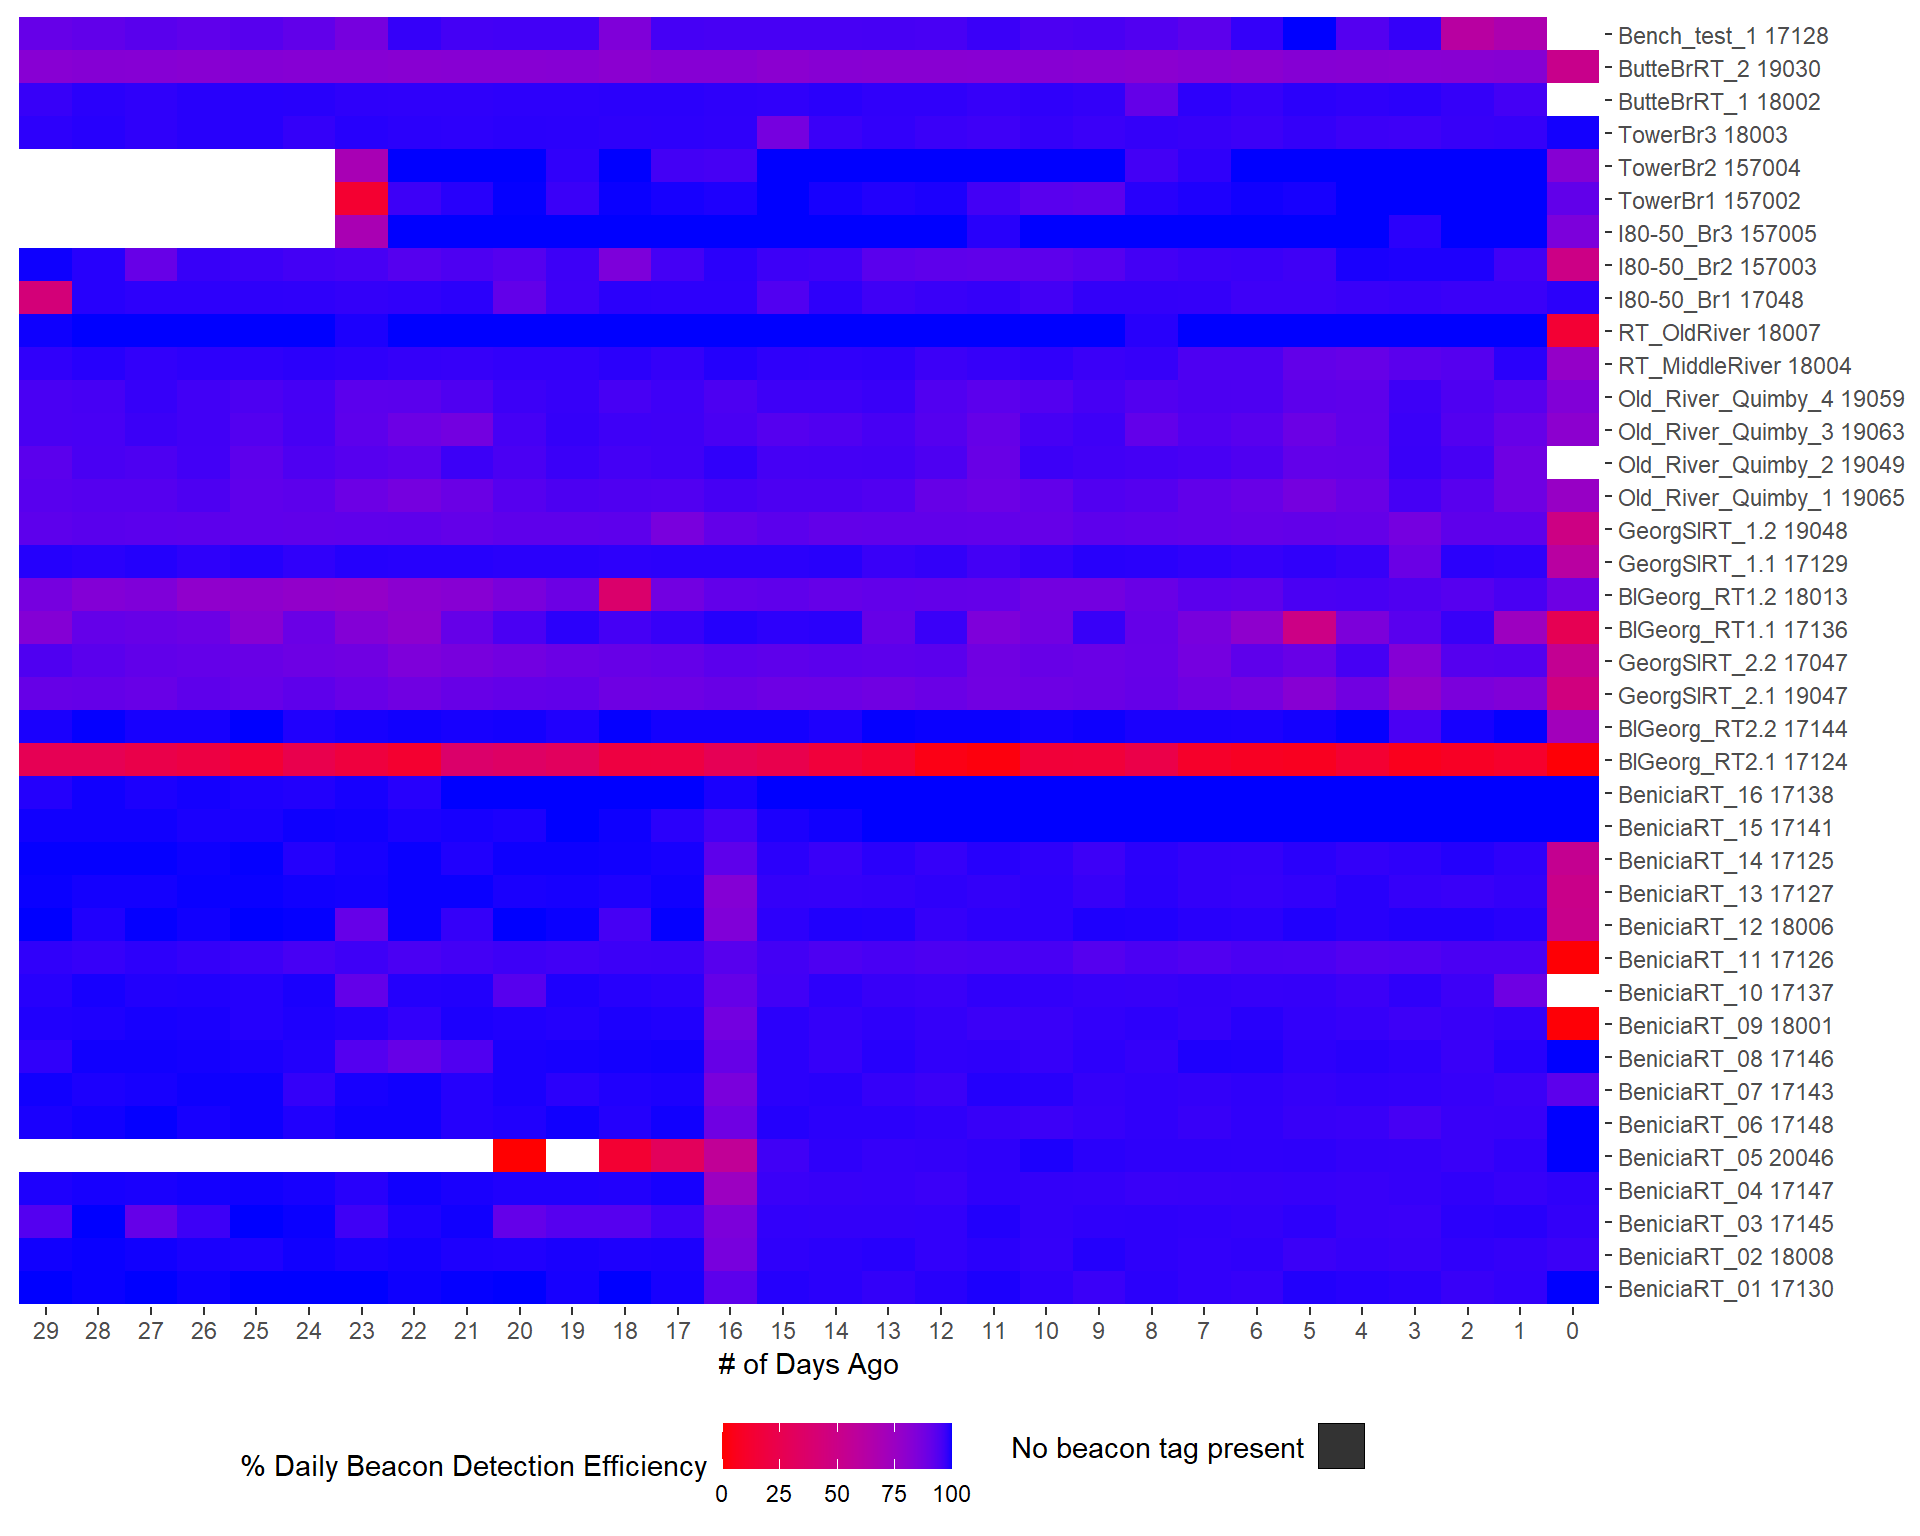 Bench_test_1 17128
ButteBrRT_2 19030
ButteBrRT_1 18002
TowerBr3 18003
TowerBr2 157004
TowerBr1 157002
I80-50_Br3 157005
I80-50_Br2 157003
I80-50_Br1 17048
RT_OldRiver 18007
RT_MiddleRiver 18004
Old_River_Quimby_4 19059
Old_River_Quimby_3 19063
Old_River_Quimby_2 19049
Old_River_Quimby_1 19065
GeorgSlRT_1.2 19048
GeorgSlRT_1.1 17129
BlGeorg_RT1.2 18013
BlGeorg_RT1.1 17136
GeorgSlRT_2.2 17047
GeorgSlRT_2.1 19047
BlGeorg_RT2.2 17144
BlGeorg_RT2.1 17124
BeniciaRT_16 17138
BeniciaRT_15 17141
BeniciaRT_14 17125
BeniciaRT_13 17127
BeniciaRT_12 18006
BeniciaRT_11 17126
BeniciaRT_10 17137
BeniciaRT_09 18001
BeniciaRT_08 17146
BeniciaRT_07 17143
BeniciaRT_06 17148
BeniciaRT_05 20046
BeniciaRT_04 17147
BeniciaRT_03 17145
BeniciaRT_02 18008
BeniciaRT_01 17130
29 28 27 26 25 24 23 22 21 20 19 18 17 16 15 14 13 12 11 10 9 8 7 6 5 4 3 2 1 0
# of Days Ago
% Daily Beacon Detection Efficiency
0 25 50 75 100
No beacon tag present